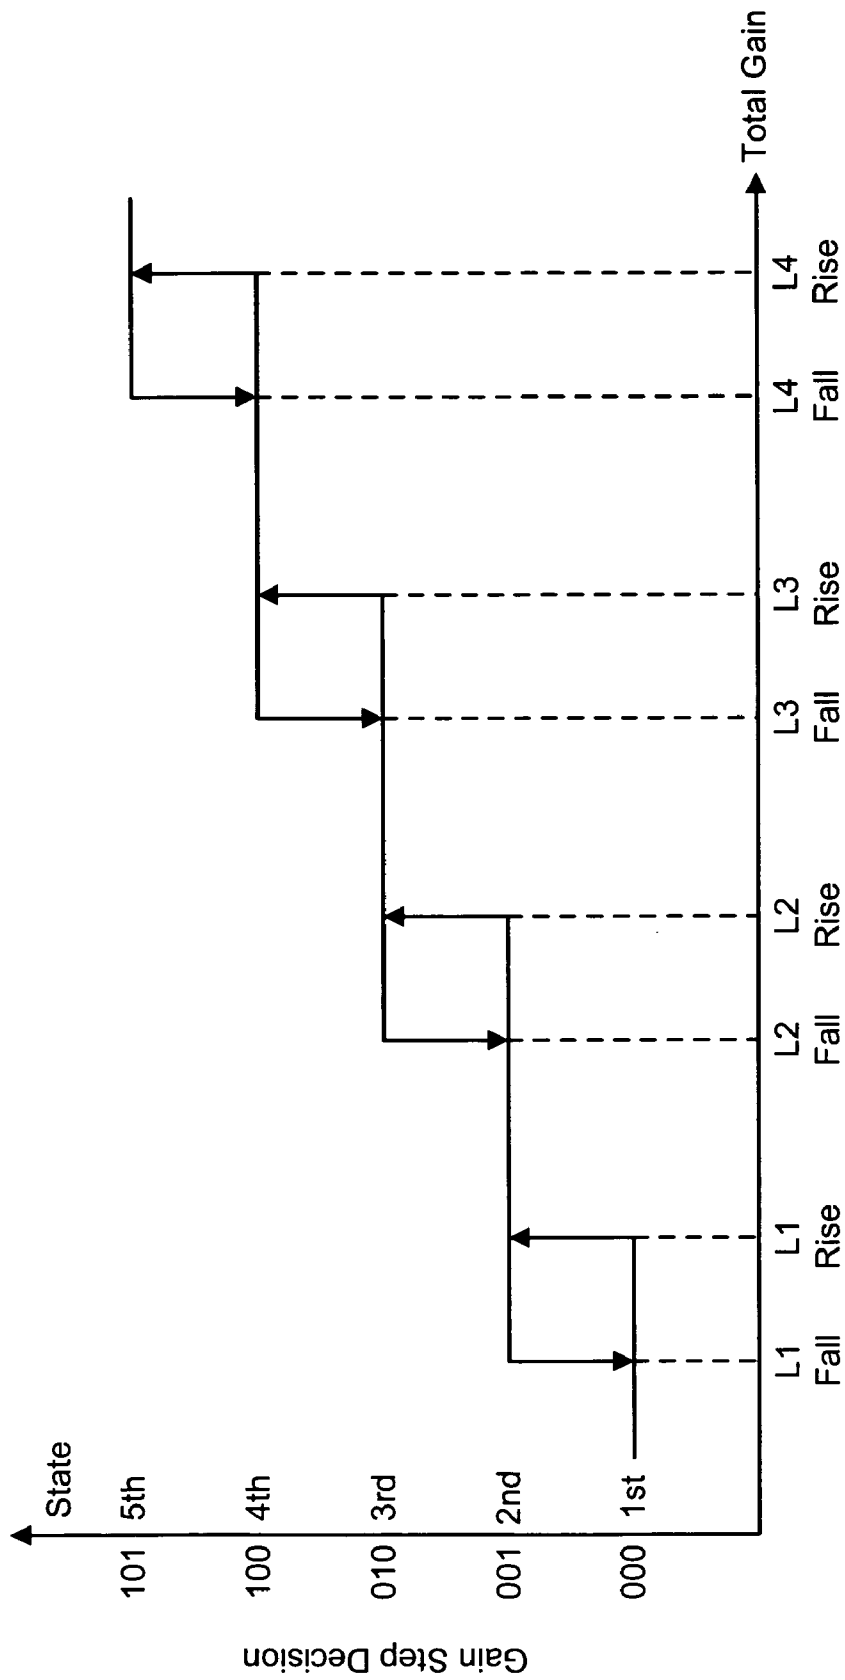 State
101 5th
100 4th
010 3rd
001 2nd
000 1st
Gain Step Decision
L1 Fall
L1 Rise
L2 Fall
L2 Rise
L3 Fall
L3 Rise
L4 Fall
L4 Rise
Total Gain